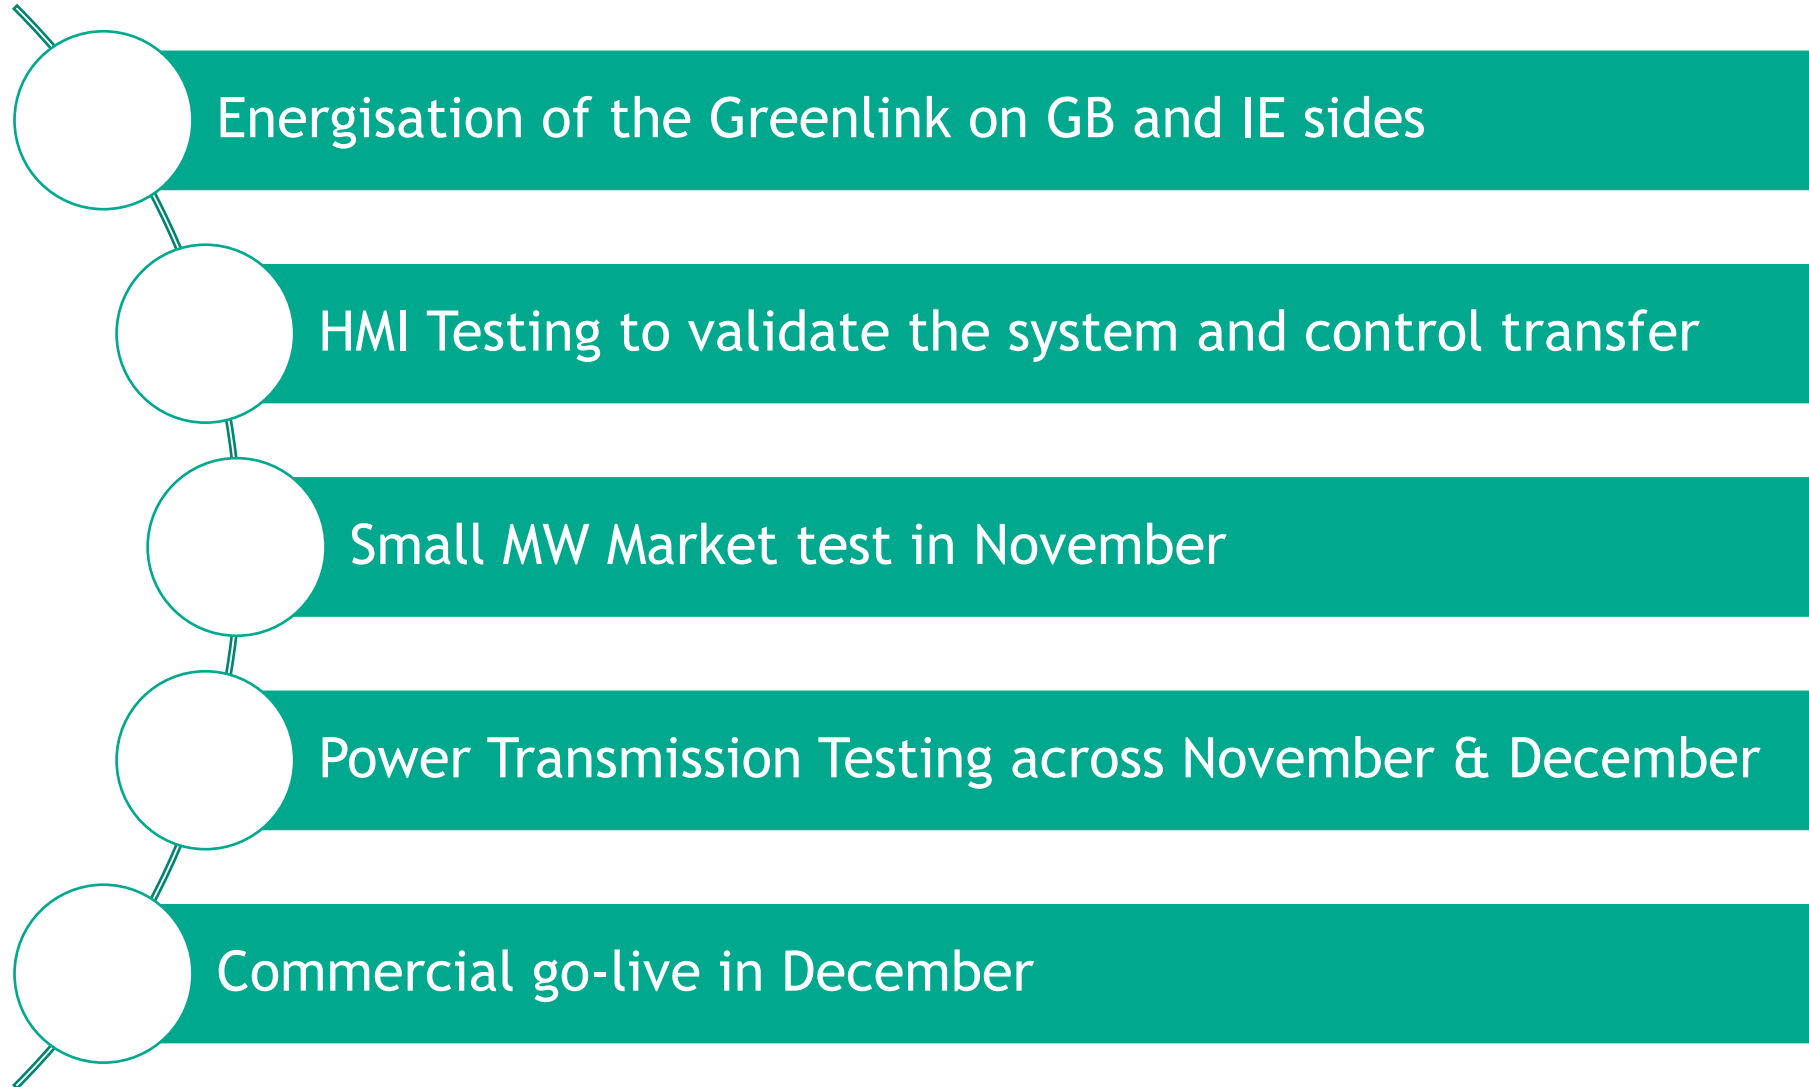 Energisation of the Greenlink on GB and IE sides
HMI Testing to validate the system and control transfer
Small MW Market test in November
Power Transmission Testing across November & December
Commercial go-live in December